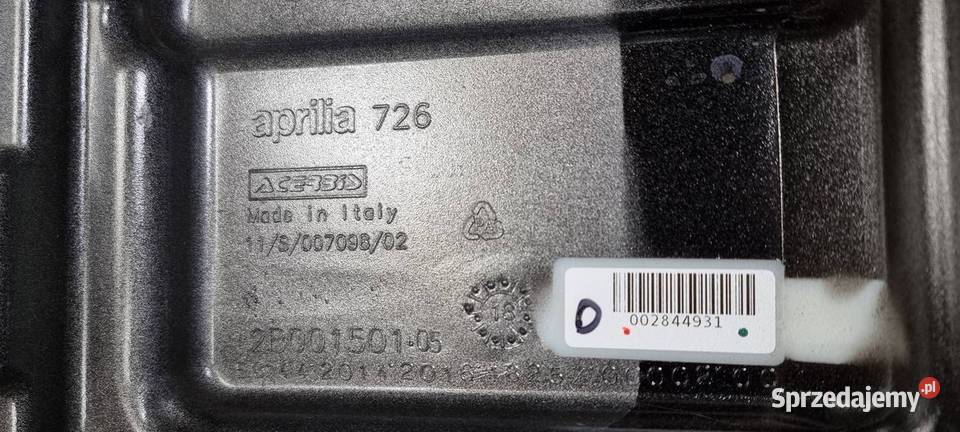 aprilia 726
ACERBIS
Made in Italy
11/S/007098/02
18
2B001501-05
002844931
Sprzedajemy.pl